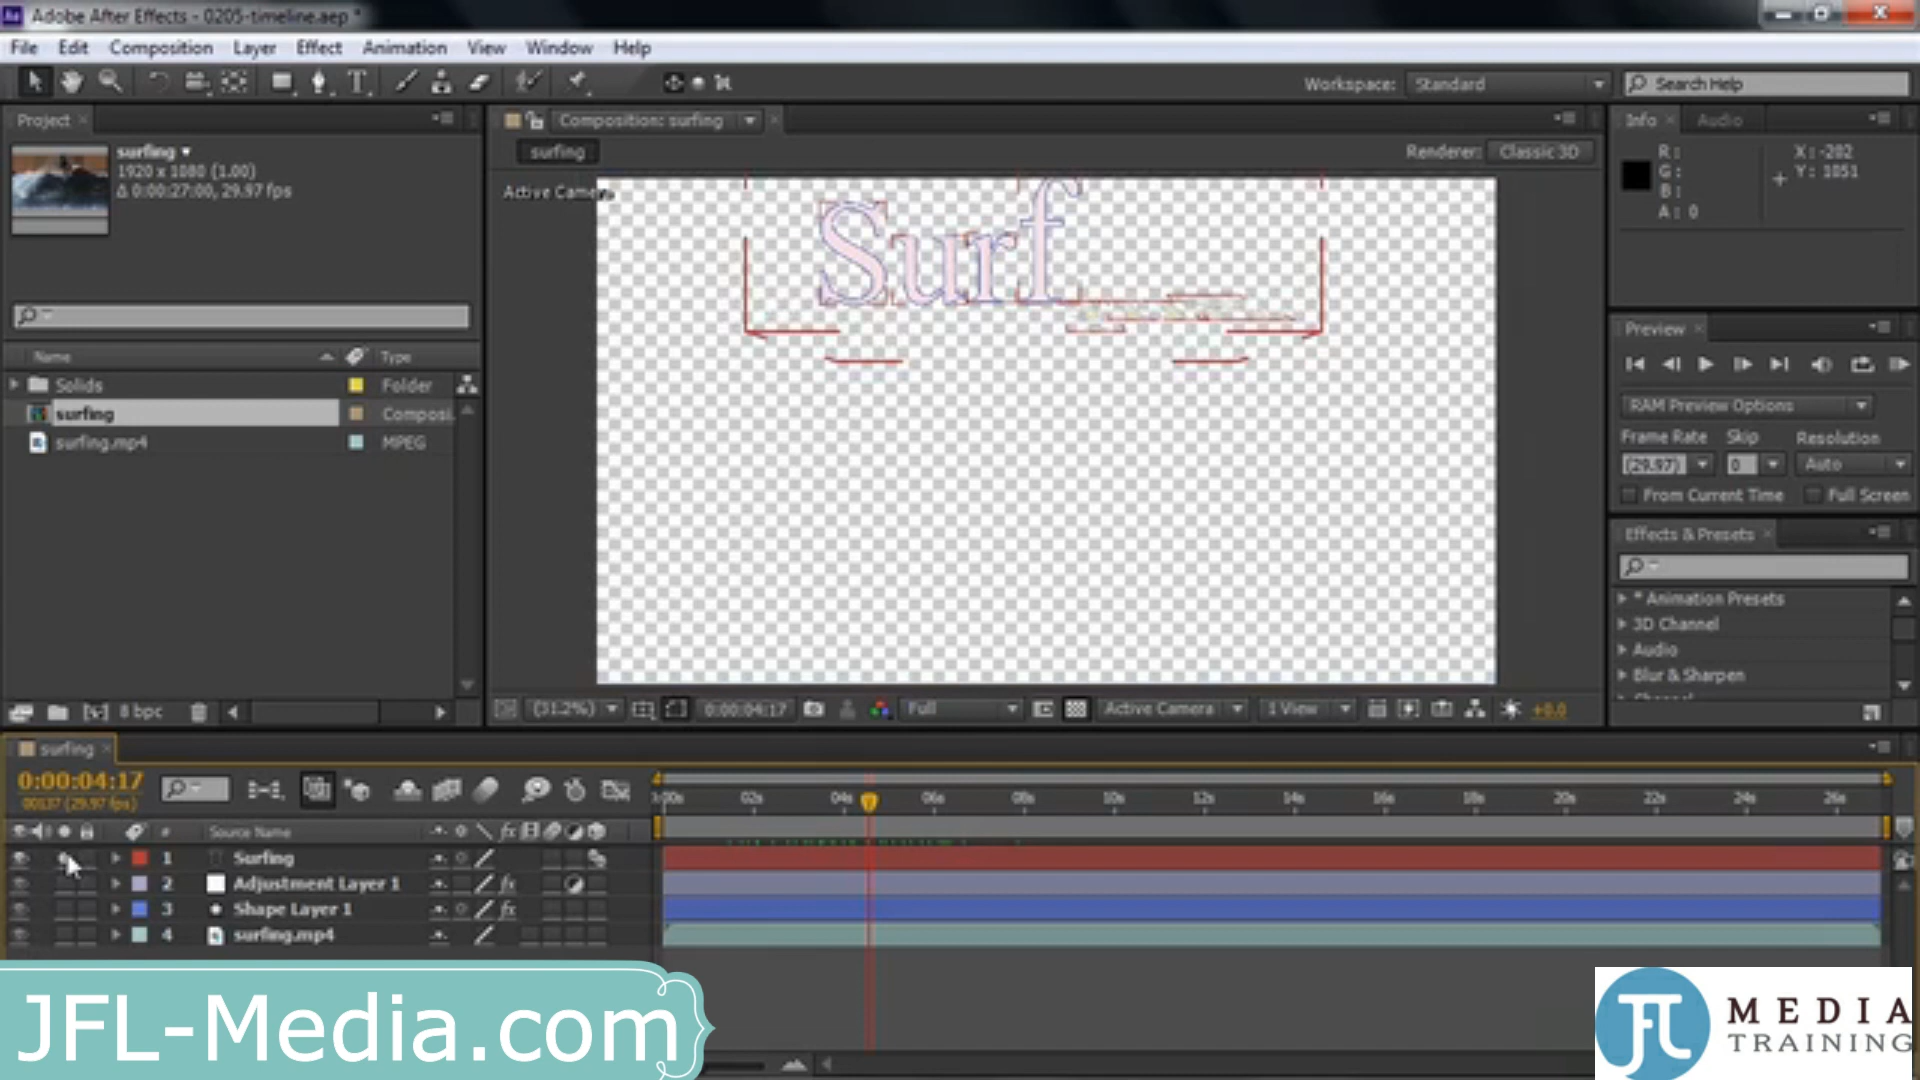 Adobe After Effects - 0205-timeline.aep *
File Edit Composition Layer Effect Animation View Window Help
Workspace: Standard
Search Help
Project
surfing
1920 x 1080 (1.00)
Δ 0:00:27:00, 29.97 fps
Name Type
Solids Folder
surfing Composi.
surfing.mp4 MPEG
8 bpc
Composition: surfing
surfing
Renderer: Classic 3D
Active Camera
Surf
(31.2%) 0:00:04:17 Full Active Camera 1 View +0.0
Info Audio
R:
G:
B:
A: 0
X: -202
Y: 1051
Preview
RAM Preview Options
Frame Rate Skip Resolution
(29.97) 0 Auto
From Current Time Full Screen
Effects & Presets
* Animation Presets
3D Channel
Audio
Blur & Sharpen
surfing
0:00:04:17
00137 (29.97 fps)
# Source Name
1 Surfing
2 Adjustment Layer 1
3 Shape Layer 1
4 surfing.mp4
02s 04s 06s 08s 10s 12s 14s 16s 18s 20s 22s 24s 26s
JFL-Media.com
JFL
MEDIA
TRAINING